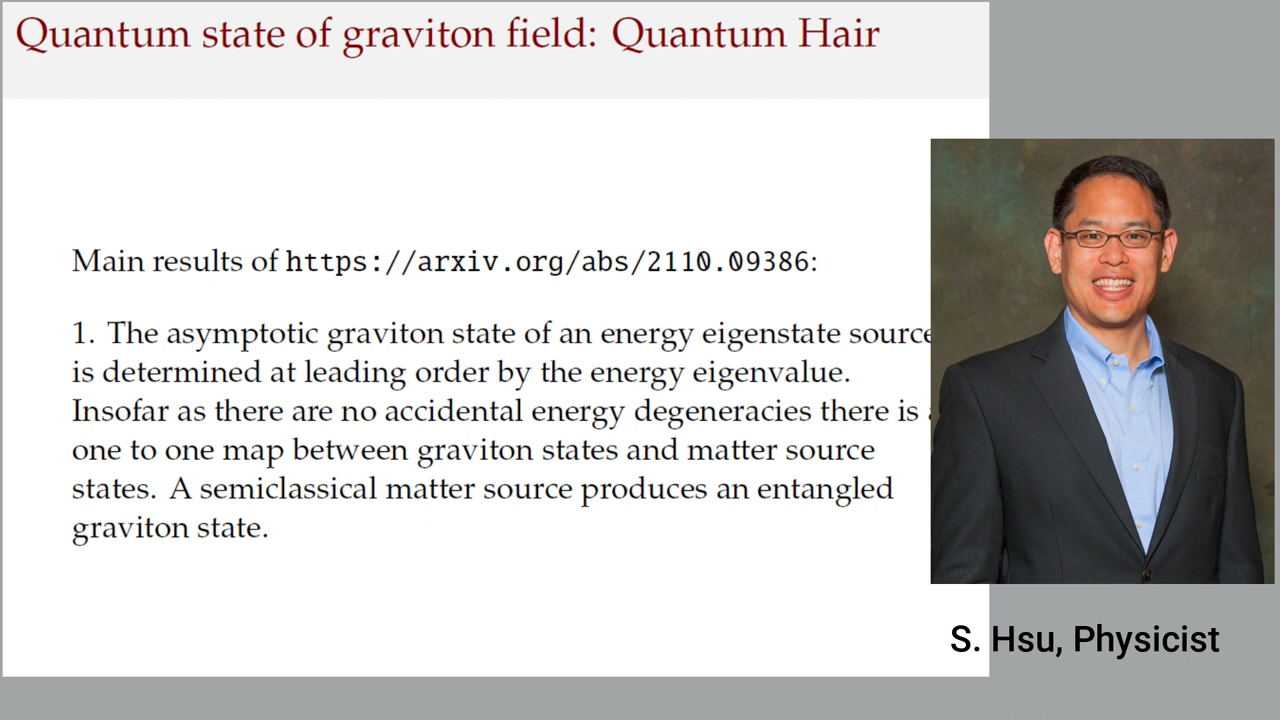 Quantum state of graviton field: Quantum Hair
Main results of https://arxiv.org/abs/2110.09386:
1. The asymptotic graviton state of an energy eigenstate source
is determined at leading order by the energy eigenvalue.
Insofar as there are no accidental energy degeneracies there is
one to one map between graviton states and matter source
states. A semiclassical matter source produces an entangled
graviton state.
S. Hsu, Physicist